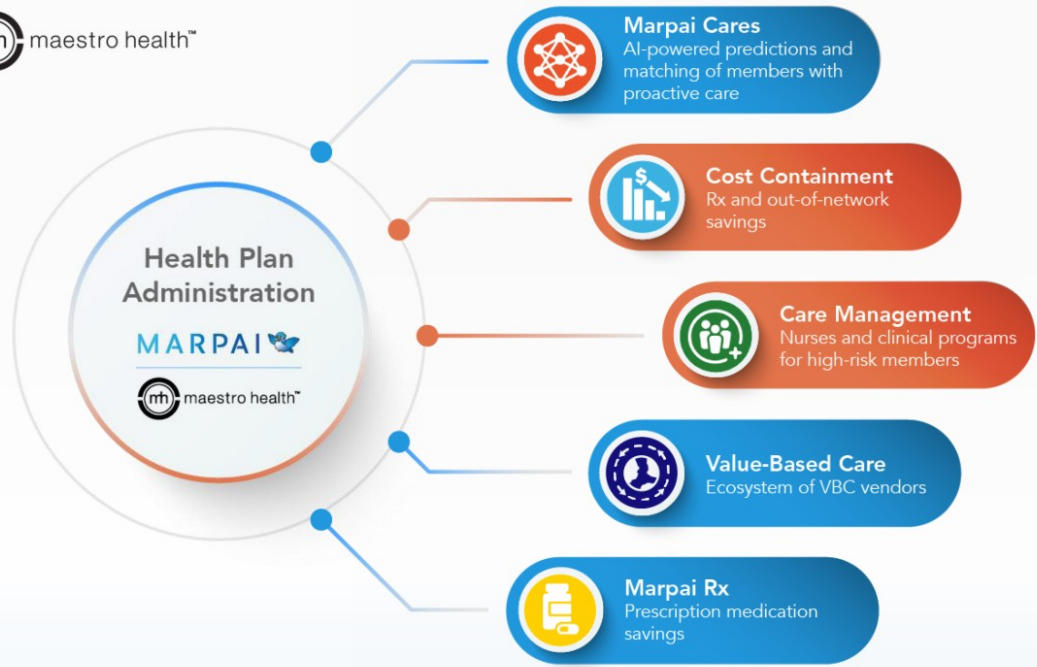 maestro health™
Health Plan
Administration
MARPAI
mh maestro health™
Marpai Cares
AI-powered predictions and
matching of members with
proactive care
$
Cost Containment
Rx and out-of-network
savings
Care Management
Nurses and clinical programs
for high-risk members
Value-Based Care
Ecosystem of VBC vendors
Marpai Rx
Prescription medication
savings